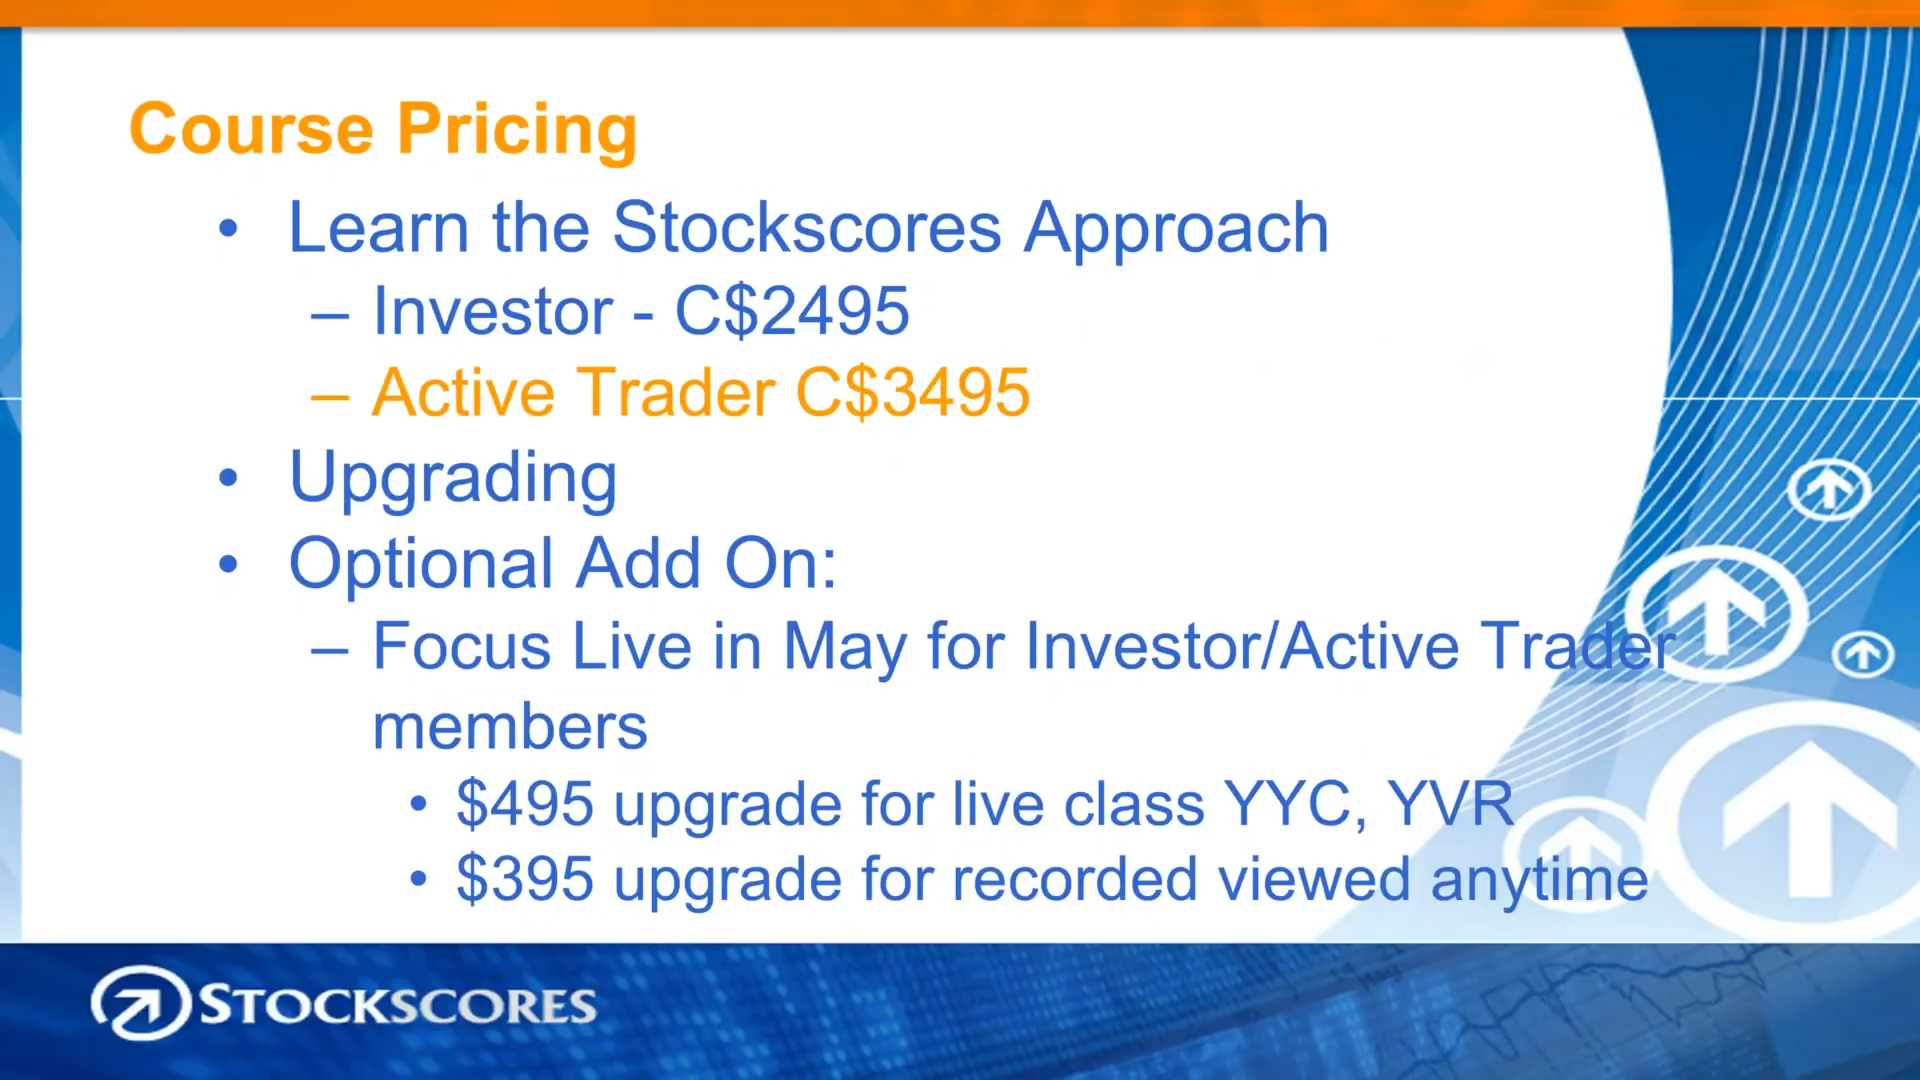 Course Pricing
• Learn the Stockscores Approach
– Investor - C$2495
– Active Trader C$3495
• Upgrading
• Optional Add On:
– Focus Live in May for Investor/Active Trader
members
• $495 upgrade for live class YYC, YVR
• $395 upgrade for recorded viewed anytime
STOCKSCORES